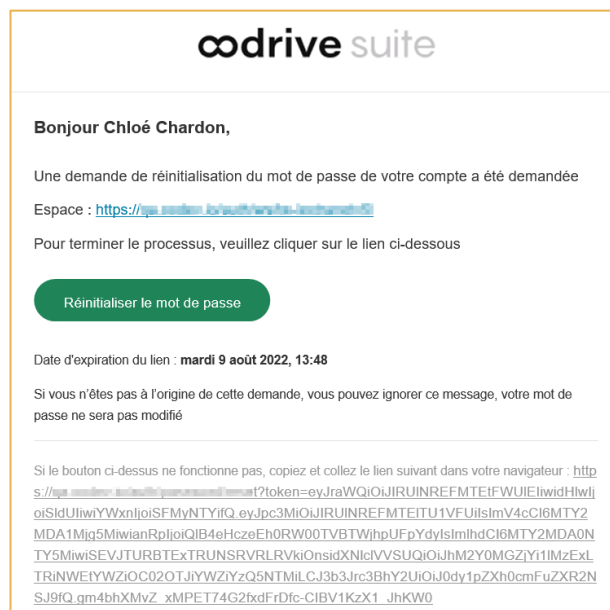 oodrive suite
Bonjour Chloé Chardon,
Une demande de réinitialisation du mot de passe de votre compte a été demandée
Espace : https://
Pour terminer le processus, veuillez cliquer sur le lien ci-dessous
Réinitialiser le mot de passe
Date d'expiration du lien : mardi 9 août 2022, 13:48
Si vous n'êtes pas à l'origine de cette demande, vous pouvez ignorer ce message, votre mot de
passe ne sera pas modifié
Si le bouton ci-dessus ne fonctionne pas, copiez et collez le lien suivant dans votre navigateur : http
s://t?token=eyJraWQiOiJIRUlNREFMTEtFWUlEIiwidHlwIj
oiSldUIiwiYWxnIjoiSFMyNTYifQ.eyJpc3MiOiJIRUlNREFMTElTU1VFUiIsImV4cCI6MTY2
MDA1Mjg5MiwianRpIjoiQlB4eHczeEh0RW00TVBTWjhpUFpYdyIsImlhdCI6MTY2MDA0N
TY5MiwiSEVJTURBTExTRUNSRVRLRVkiOnsidXNlclVVSUQiOiJhM2Y0MGZjYi1lMzExL
TRiNWEtYWZiOC02OTJiYWZiYzQ5NTMiLCJ3b3Jrc3BhY2UiOiJ0dy1pZXh0cmFuZXR2N
SJ9fQ.gm4bhXMvZ_xMPET74G2fxdFrDfc-CIBV1KzX1_JhKW0